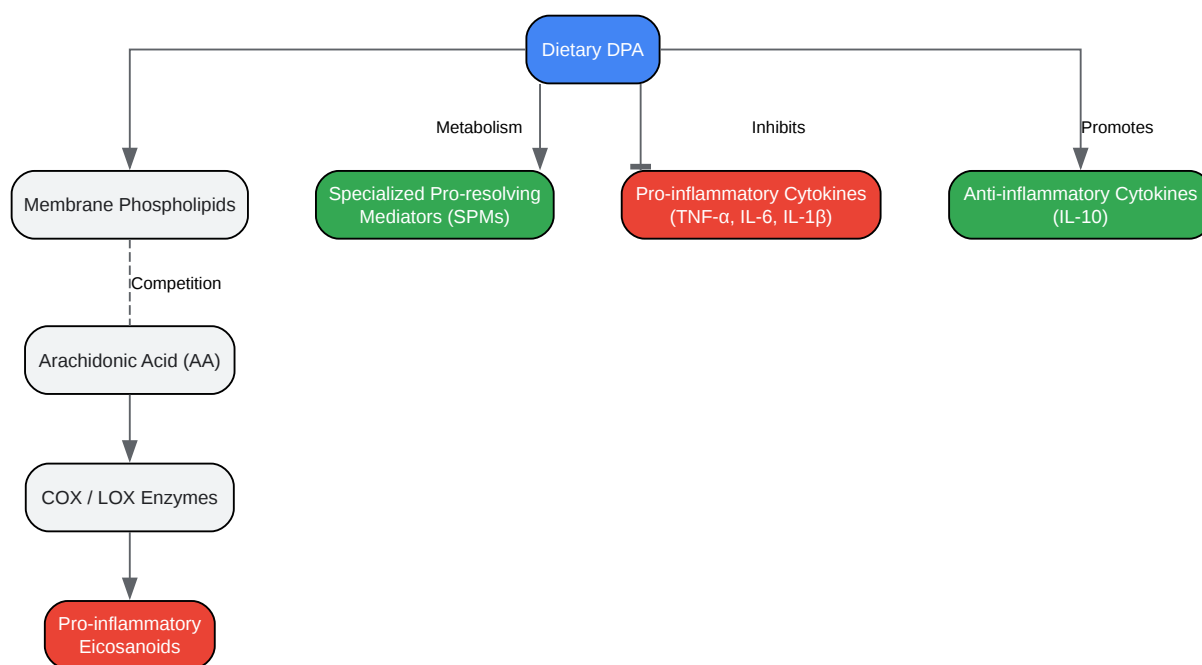 Dietary DPA
Metabolism
Inhibits
Promotes
Membrane Phospholipids
Specialized Pro-resolving
Mediators (SPMs)
Pro-inflammatory Cytokines
(TNF-α, IL-6, IL-1β)
Anti-inflammatory Cytokines
(IL-10)
Competition
Arachidonic Acid (AA)
COX / LOX Enzymes
Pro-inflammatory
Eicosanoids